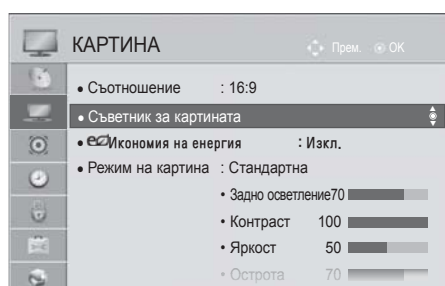 КАРТИНА
Прем. OK
• Съотношение : 16:9
• Съветник за картината
• eco Икономия на енергия : Изкл.
• Режим на картина : Стандартна
• Задно осветление70
• Контраст 100
• Яркост 50
• Острота 70